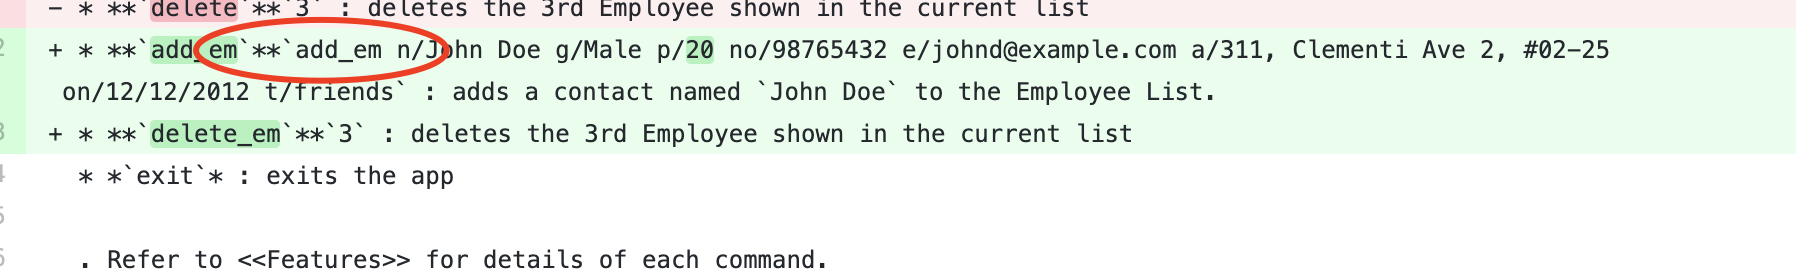 - * **`delete`**`3` : deletes the 3rd Employee shown in the current list
2 + * **`add_em`**`add_em n/John Doe g/Male p/20 no/98765432 e/johnd@example.com a/311, Clementi Ave 2, #02-25
on/12/12/2012 t/friends` : adds a contact named `John Doe` to the Employee List.
3 + * **`delete_em`**`3` : deletes the 3rd Employee shown in the current list
4 * *`exit`* : exits the app
5
6 . Refer to <<Features>> for details of each command.